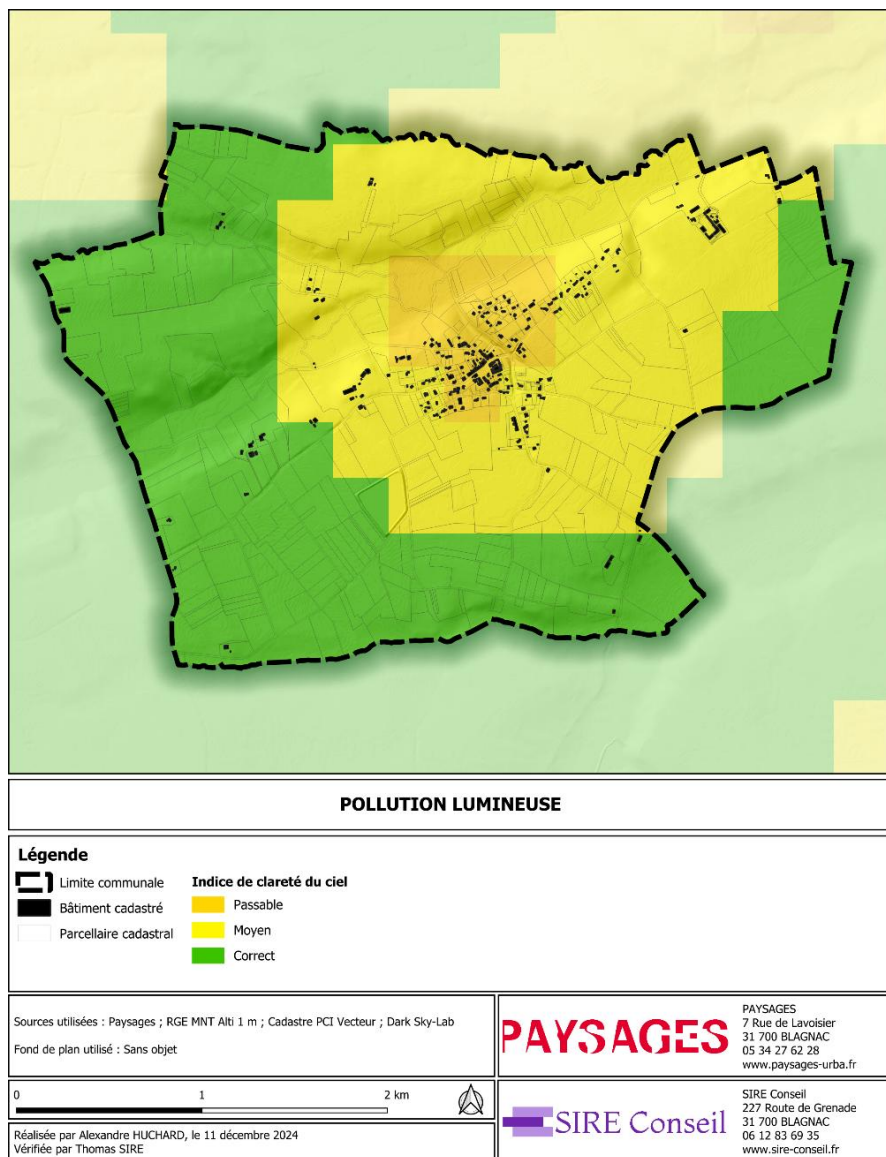 POLLUTION LUMINEUSE
Légende
Limite communale
Bâtiment cadastré
Parcellaire cadastral
Indice de clareté du ciel
Passable
Moyen
Correct
Sources utilisées : Paysages ; RGE MNT Alti 1 m ; Cadastre PCI Vecteur ; Dark Sky-Lab
Fond de plan utilisé : Sans objet
PAYSAGES
PAYSAGES
7 Rue de Lavoisier
31 700 BLAGNAC
05 34 27 62 28
www.paysages-urba.fr
0 1 2 km
Réalisée par Alexandre HUCHARD, le 11 décembre 2024
Vérifiée par Thomas SIRE
SIRE Conseil
SIRE Conseil
227 Route de Grenade
31 700 BLAGNAC
06 12 83 69 35
www.sire-conseil.fr